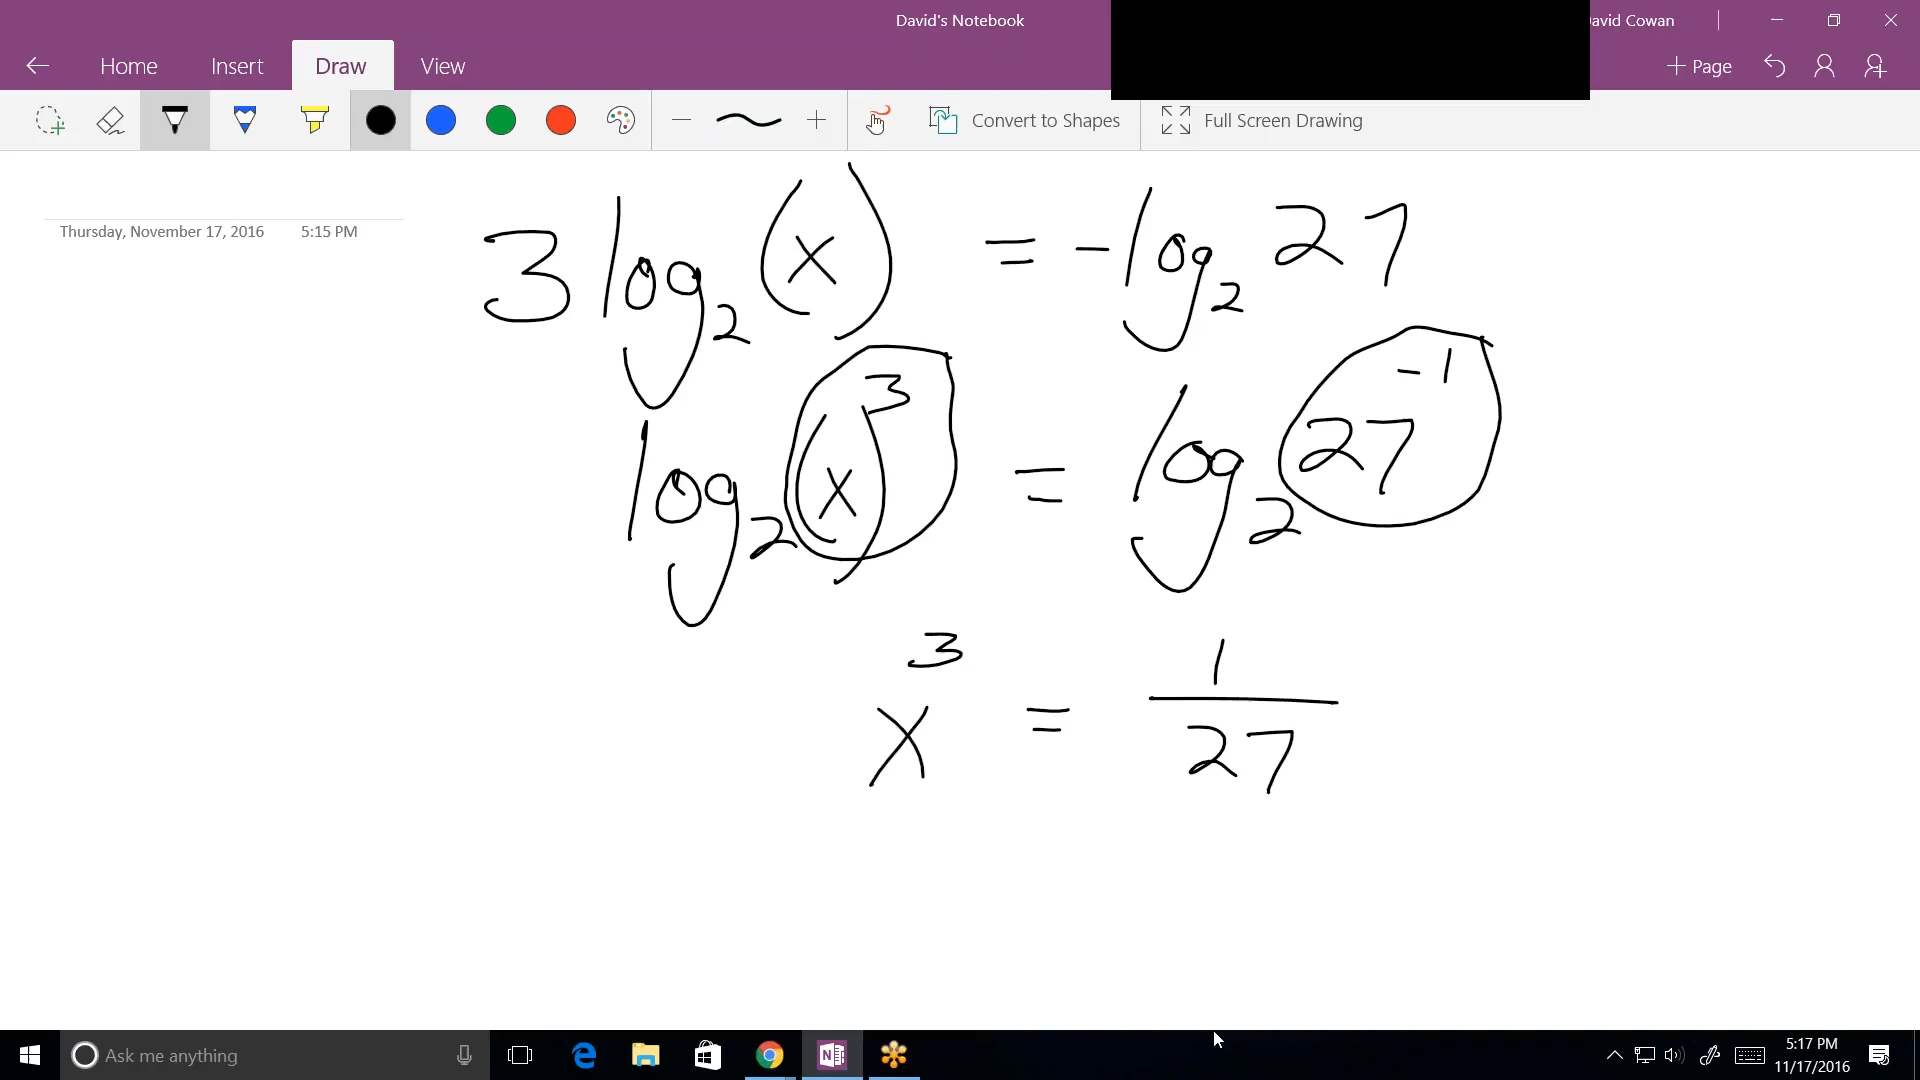 David's Notebook
avid Cowan
Home Insert Draw View
+ Page
Convert to Shapes
Full Screen Drawing
Thursday, November 17, 2016 5:15 PM
3 log₂(x) = -log₂ 27
log₂(x)³ = log₂ 27⁻¹
x³ = 1/27
Ask me anything
N
5:17 PM
11/17/2016